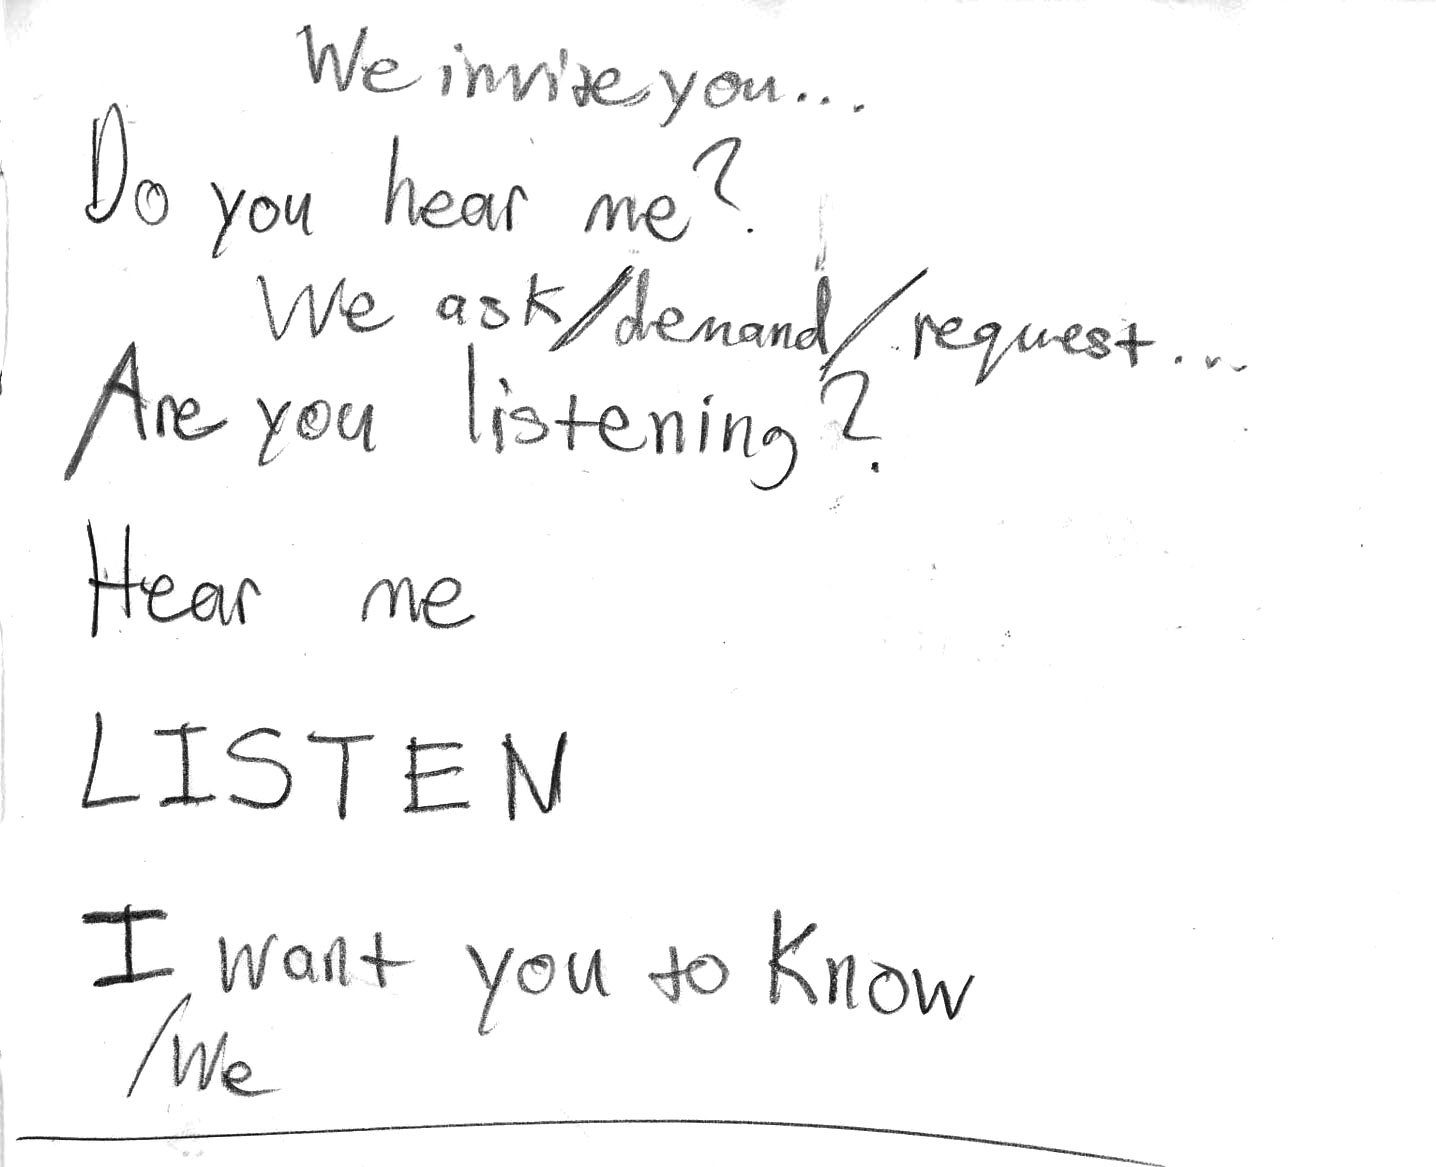 We invite you...
Do you hear me?
We ask/demand/request...
Are you listening?
Hear me
LISTEN
I want you to Know
/We